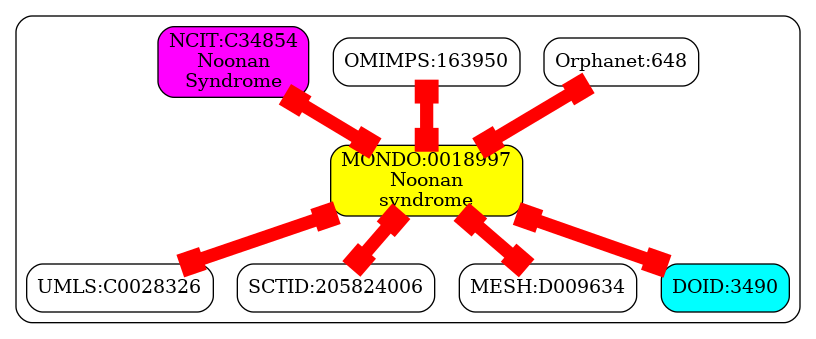 NCIT:C34854
Noonan
Syndrome
OMIMPS:163950
Orphanet:648
MONDO:0018997
Noonan
syndrome
UMLS:C0028326
SCTID:205824006
MESH:D009634
DOID:3490